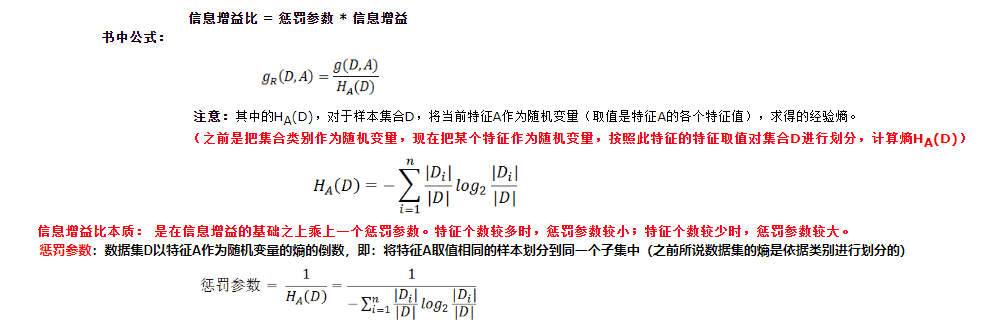 信息增益比 = 惩罚参数 * 信息增益
书中公式：
g_R(D,A) = g(D,A) / H_A(D)
注意：其中的H_A(D)，对于样本集合D，将当前特征A作为随机变量（取值是特征A的各个特征值），求得的经验熵。
（之前是把集合类别作为随机变量，现在把某个特征作为随机变量，按照此特征的特征取值对集合D进行划分，计算熵H_A(D)）
H_A(D) = -∑_{i=1}^{n} |D_i|/|D| log_2 |D_i|/|D|
信息增益比本质： 是在信息增益的基础之上乘上一个惩罚参数。特征个数较多时，惩罚参数较小；特征个数较少时，惩罚参数较大。
惩罚参数：数据集D以特征A作为随机变量的熵的倒数，即：将特征A取值相同的样本划分到同一个子集中（之前所说数据集的熵是依据类别进行划分的）
惩罚参数 = 1 / H_A(D) = 1 / (-∑_{i=1}^{n} |D_i|/|D| log_2 |D_i|/|D|)